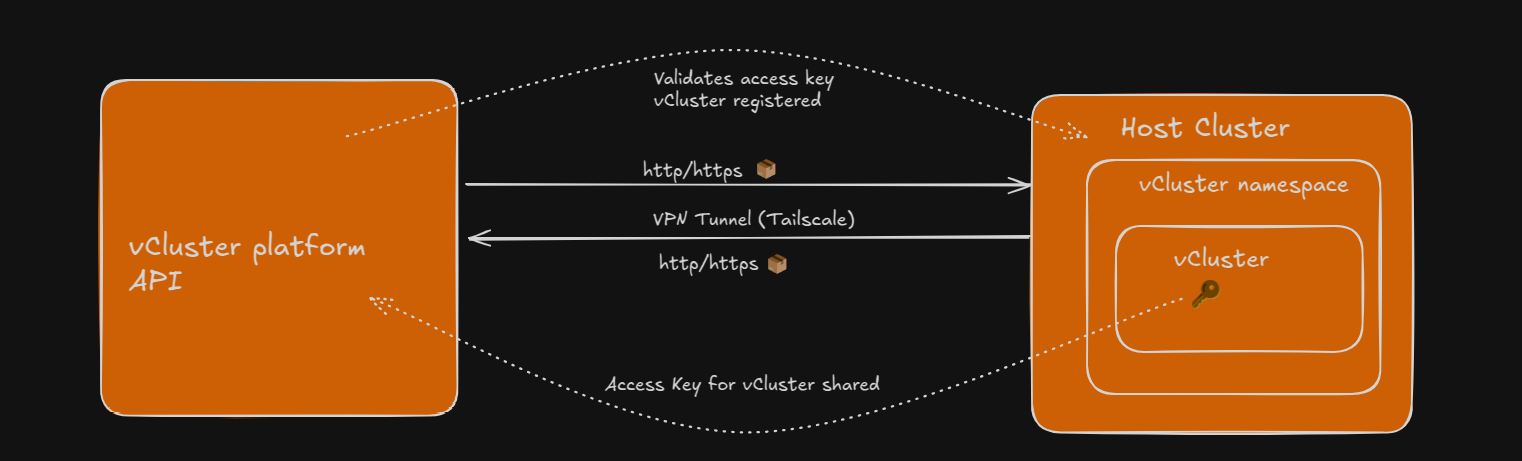 Validates access key
vCluster registered
Host Cluster
http/https
vCluster namespace
VPN Tunnel (Tailscale)
vCluster platform
API
http/https
vCluster
Access Key for vCluster shared